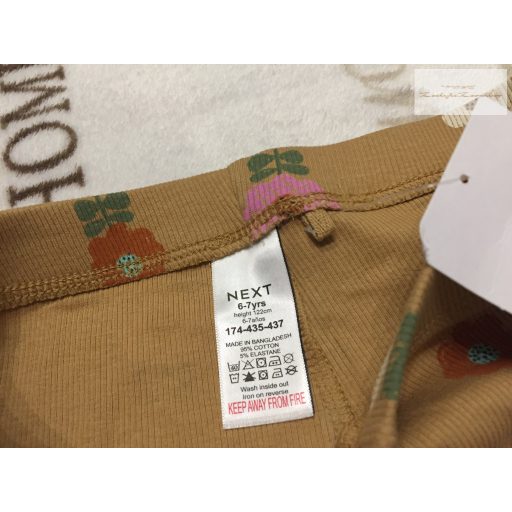 HOM
NEXT
6-7yrs
height 122cm
6-7años
174-435-437
MADE IN BANGLADESH
95% COTTON
5% ELASTANE
Wash inside out
Iron on reverse
KEEP AWAY FROM FIRE